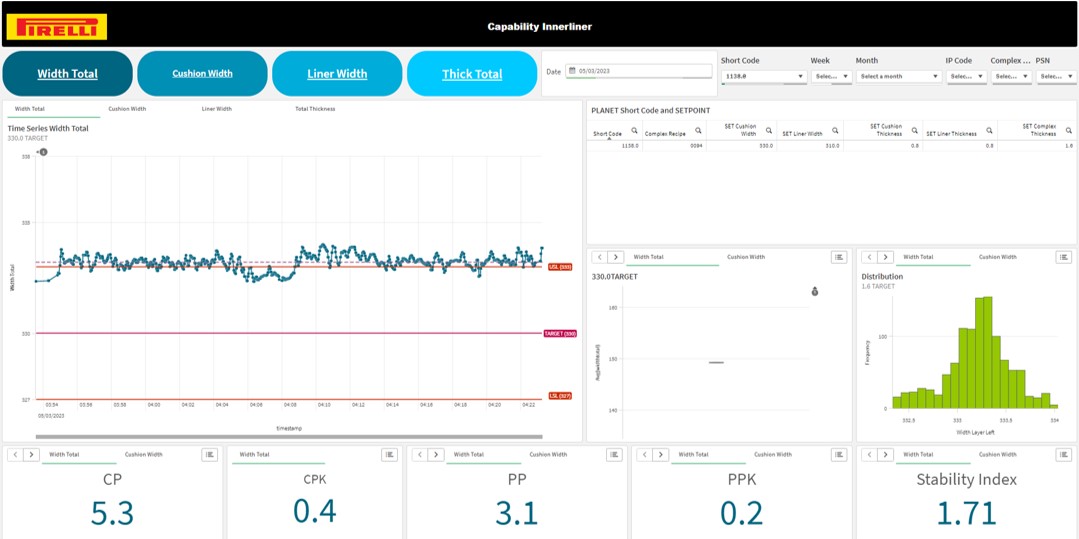 PIRELLI
Capability Innerliner
Width Total
Cushion Width
Liner Width
Thick Total
Date
05/03/2023
Short Code
1138.0
Week
Selec...
Month
Select a month
IP Code
Selec...
Complex ...
Selec...
PSN
Selec...
Width Total Cushion Width Liner Width Total Thickness
Time Series Width Total
330.0 TARGET
Width Total
333
330
327
USL (333)
TARGET (330)
LSL (327)
03:54 03:56 03:58 04:00 04:02 04:04 04:06 04:08 04:10 04:12 04:14 04:16 04:18 04:20 04:22
05/03/2023
timestamp
PLANET Short Code and SETPOINT
Short Code Complex Recipe SET Cushion Width SET Liner Width SET Cushion Thickness SET Liner Thickness SET Complex Thickness
1138.0 0094 330.0 310.0 0.8 0.8 1.6
Width Total Cushion Width
330.0TARGET
160
150
140
Width Total Cushion Width
Distribution
1.6 TARGET
Frequency
100
0
332.5 333 333.5 334
Width Layer Left
Width Total Cushion Width
CP
5.3
Width Total
CPK
0.4
Width Total Cushion Width
PP
3.1
Width Total Cushion Width
PPK
0.2
Width Total Cushion Width
Stability Index
1.71